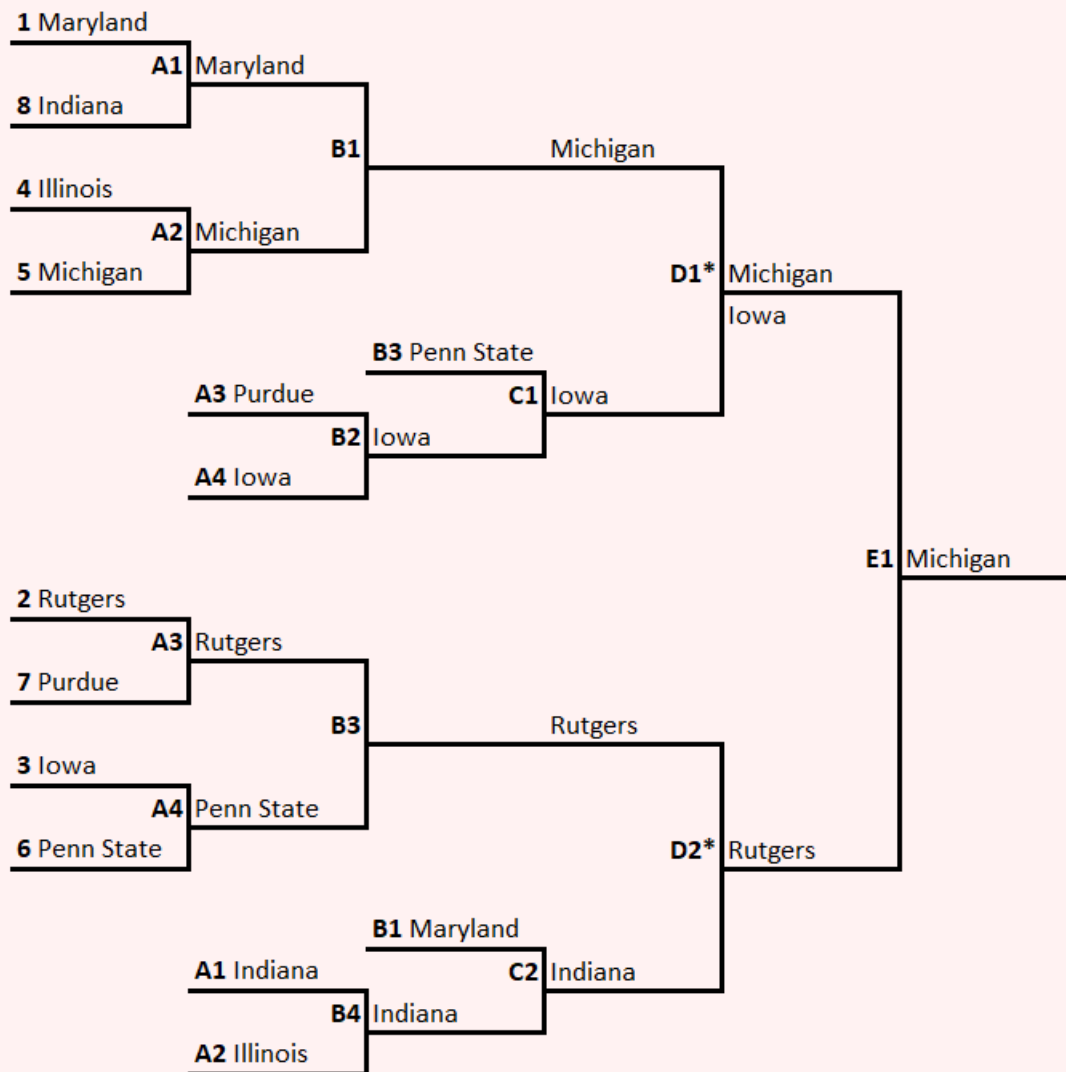 1 Maryland
A1 Maryland
8 Indiana
B1 Michigan
4 Illinois
A2 Michigan
5 Michigan
D1* Michigan
Iowa
B3 Penn State
A3 Purdue
C1 Iowa
B2 Iowa
A4 Iowa
E1 Michigan
2 Rutgers
A3 Rutgers
7 Purdue
B3 Rutgers
3 Iowa
A4 Penn State
6 Penn State
D2* Rutgers
B1 Maryland
A1 Indiana
C2 Indiana
B4 Indiana
A2 Illinois